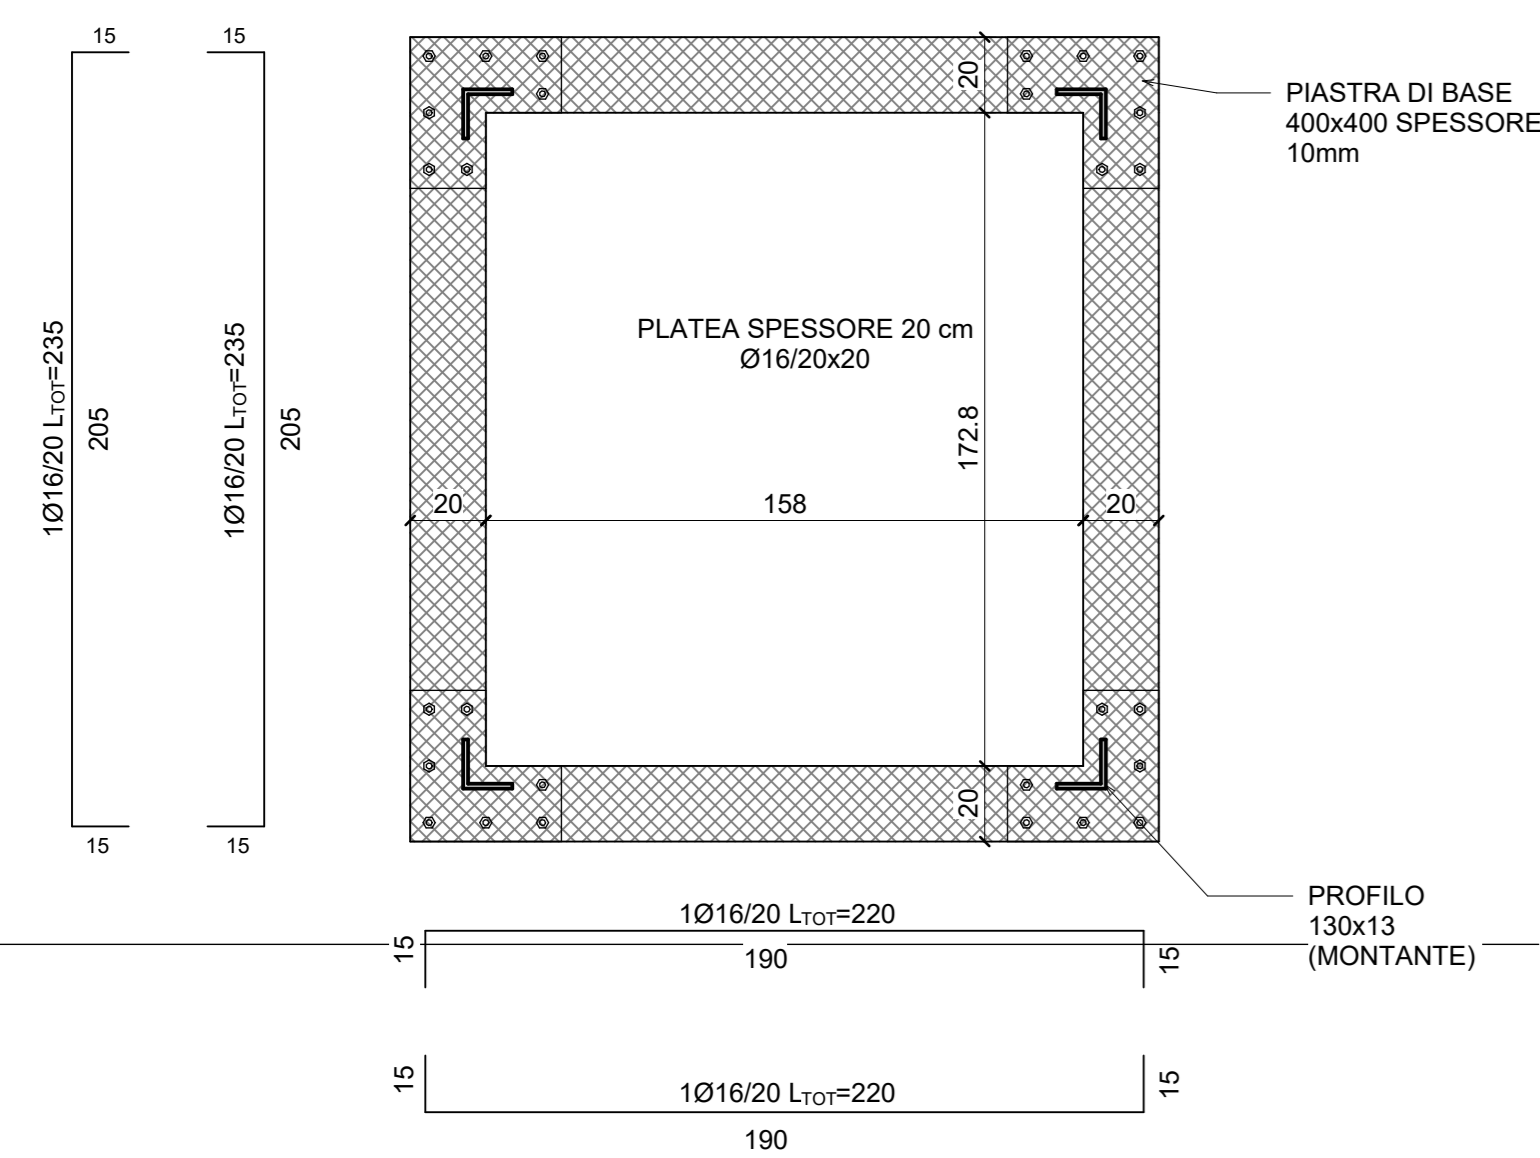 15
15
20
PIASTRA DI BASE
400x400 SPESSORE
10mm
PLATEA SPESSORE 20 cm
Ø16/20x20
1Ø16/20 LTOT=235
205
1Ø16/20 LTOT=235
205
172.8
20
158
20
20
15
15
PROFILO
130x13
(MONTANTE)
1Ø16/20 LTOT=220
15
190
15
15
1Ø16/20 LTOT=220
15
190